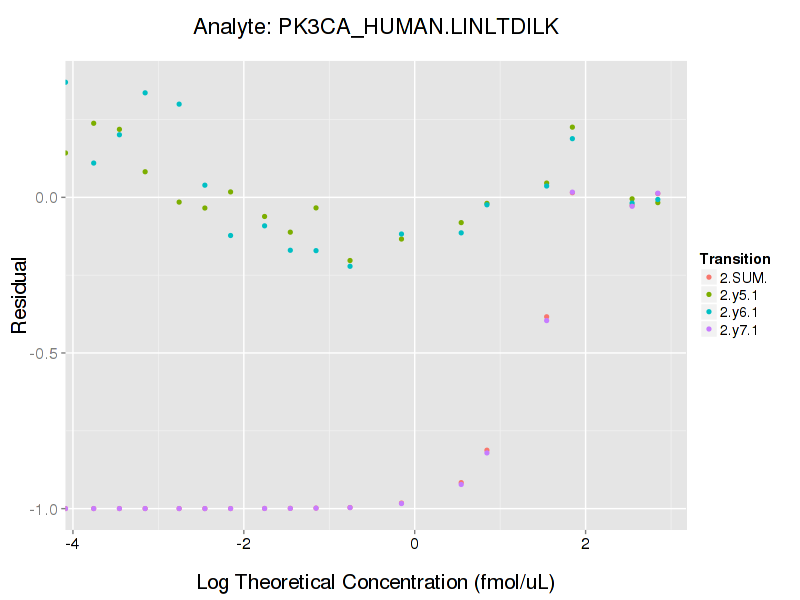 Analyte: PK3CA_HUMAN.LINLTDILK
Residual
0.0
-0.5
-1.0
-4
-2
0
2
Log Theoretical Concentration (fmol/uL)
Transition
2.SUM.
2.y5.1
2.y6.1
2.y7.1